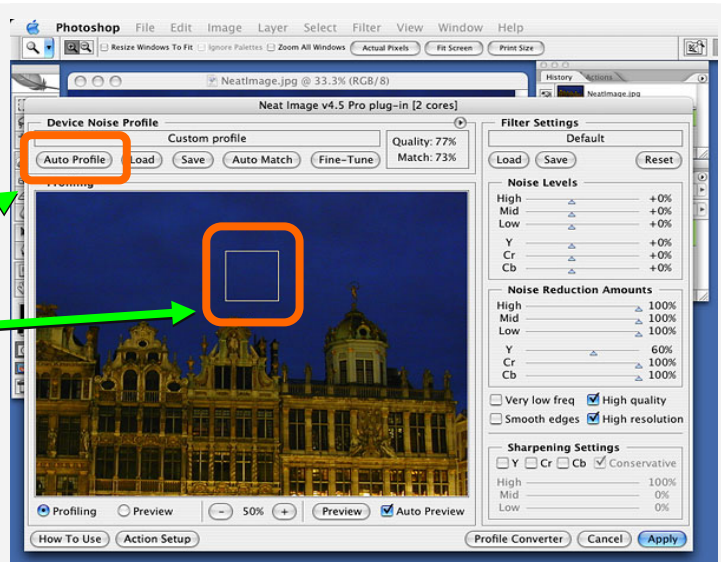 Photoshop File Edit Image Layer Select Filter View Window Help
Resize Windows To Fit Ignore Palettes Zoom All Windows Actual Pixels Fit Screen Print Size
NeatImage.jpg @ 33.3% (RGB/8)
History Actions
NeatImage.jpg
Neat Image v4.5 Pro plug-in [2 cores]
Device Noise Profile
Custom profile
Quality: 77%
Match: 73%
Auto Profile Load Save Auto Match Fine-Tune
Profiling
Filter Settings
Default
Load Save Reset
Noise Levels
High +0%
Mid +0%
Low +0%
Y +0%
Cr +0%
Cb +0%
Noise Reduction Amounts
High 100%
Mid 100%
Low 100%
Y 60%
Cr 100%
Cb 100%
Very low freq High quality
Smooth edges High resolution
Sharpening Settings
Y Cr Cb Conservative
High 100%
Mid 0%
Low 0%
Profiling Preview - 50% + Preview Auto Preview
How To Use Action Setup Profile Converter Cancel Apply